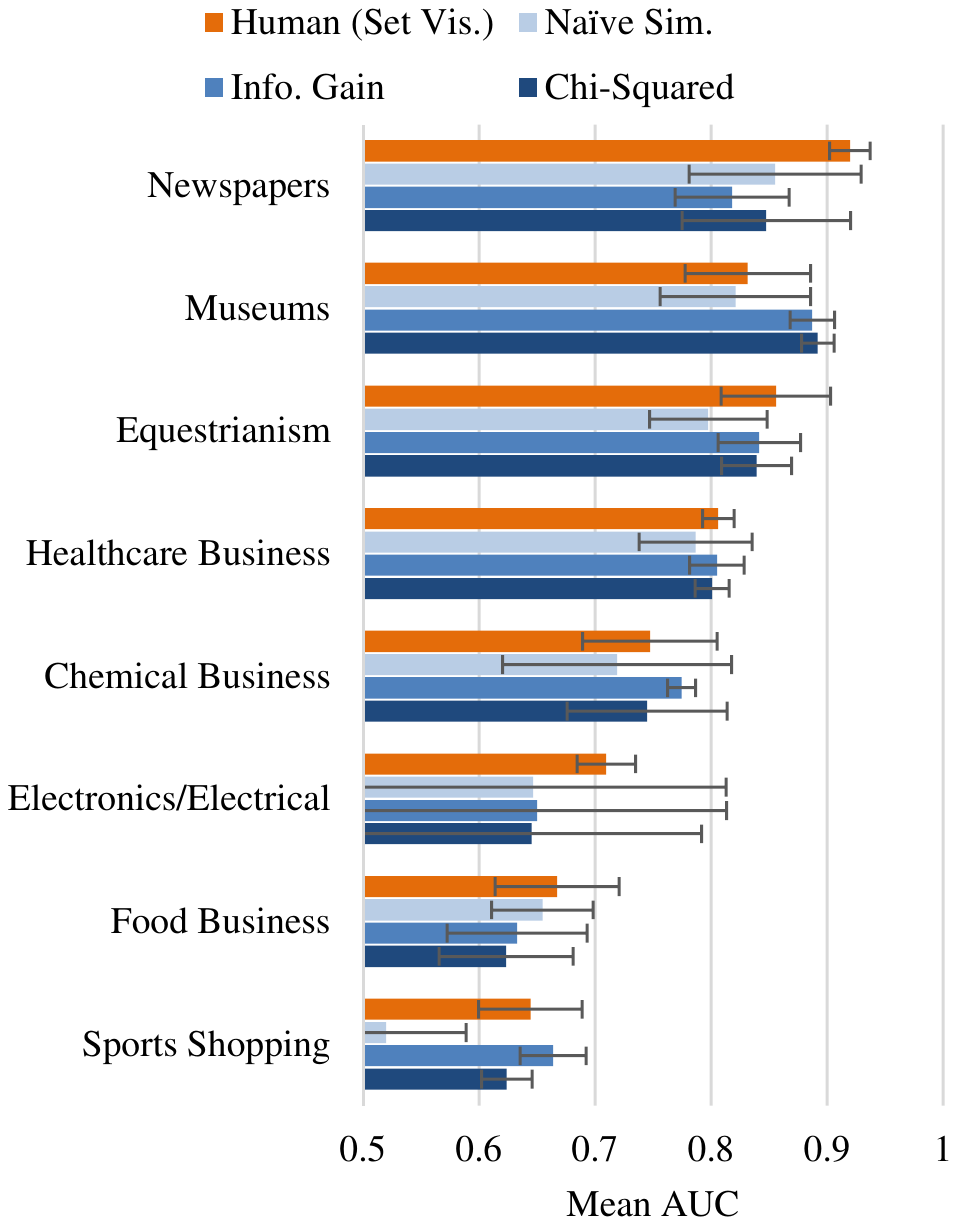 Human (Set Vis.) Naïve Sim.
Info. Gain Chi-Squared
Newspapers
Museums
Equestrianism
Healthcare Business
Chemical Business
Electronics/Electrical
Food Business
Sports Shopping
0.5 0.6 0.7 0.8 0.9 1
Mean AUC